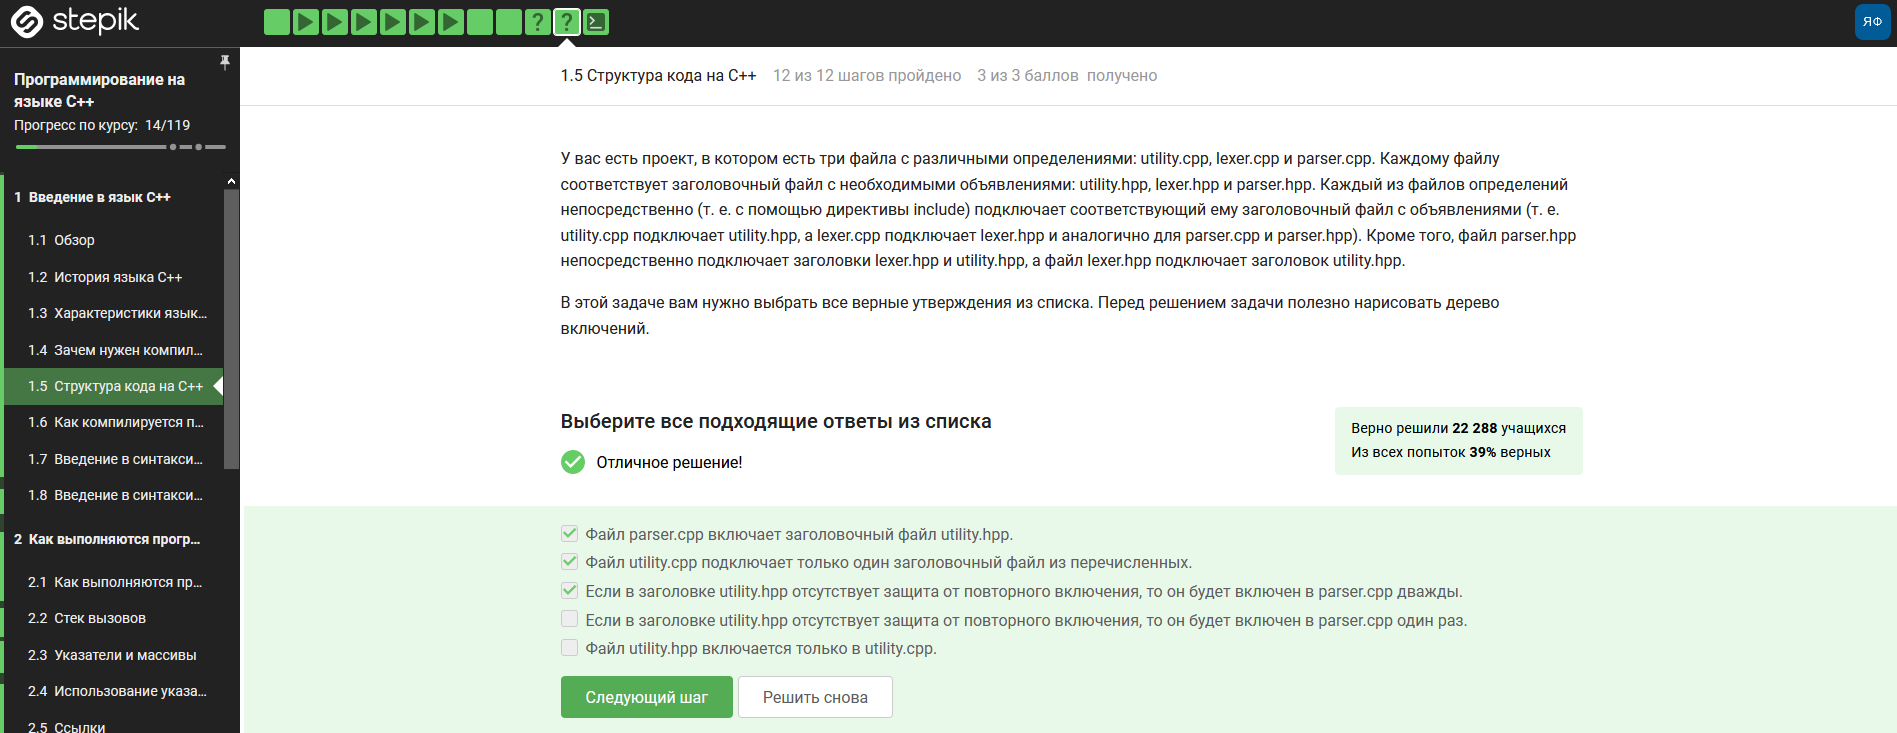 stepik
ЯФ
Программирование на
языке C++
Прогресс по курсу: 14/119
1 Введение в язык C++
1.1 Обзор
1.2 История языка C++
1.3 Характеристики язык...
1.4 Зачем нужен компил...
1.5 Структура кода на C++
1.6 Как компилируется п...
1.7 Введение в синтакси...
1.8 Введение в синтакси...
2 Как выполняются прогр...
2.1 Как выполняются пр...
2.2 Стек вызовов
2.3 Указатели и массивы
2.4 Использование указа...
2.5 Ссылки
1.5 Структура кода на C++ 12 из 12 шагов пройдено 3 из 3 баллов получено
У вас есть проект, в котором есть три файла с различными определениями: utility.cpp, lexer.cpp и parser.cpp. Каждому файлу
соответствует заголовочный файл с необходимыми объявлениями: utility.hpp, lexer.hpp и parser.hpp. Каждый из файлов определений
непосредственно (т. е. с помощью директивы include) подключает соответствующий ему заголовочный файл с объявлениями (т. е.
utility.cpp подключает utility.hpp, а lexer.cpp подключает lexer.hpp и аналогично для parser.cpp и parser.hpp). Кроме того, файл parser.hpp
непосредственно подключает заголовки lexer.hpp и utility.hpp, а файл lexer.hpp подключает заголовок utility.hpp.
В этой задаче вам нужно выбрать все верные утверждения из списка. Перед решением задачи полезно нарисовать дерево
включений.
Выберите все подходящие ответы из списка
Отличное решение!
Верно решили 22 288 учащихся
Из всех попыток 39% верных
Файл parser.cpp включает заголовочный файл utility.hpp.
Файл utility.cpp подключает только один заголовочный файл из перечисленных.
Если в заголовке utility.hpp отсутствует защита от повторного включения, то он будет включен в parser.cpp дважды.
Если в заголовке utility.hpp отсутствует защита от повторного включения, то он будет включен в parser.cpp один раз.
Файл utility.hpp включается только в utility.cpp.
Следующий шаг
Решить снова